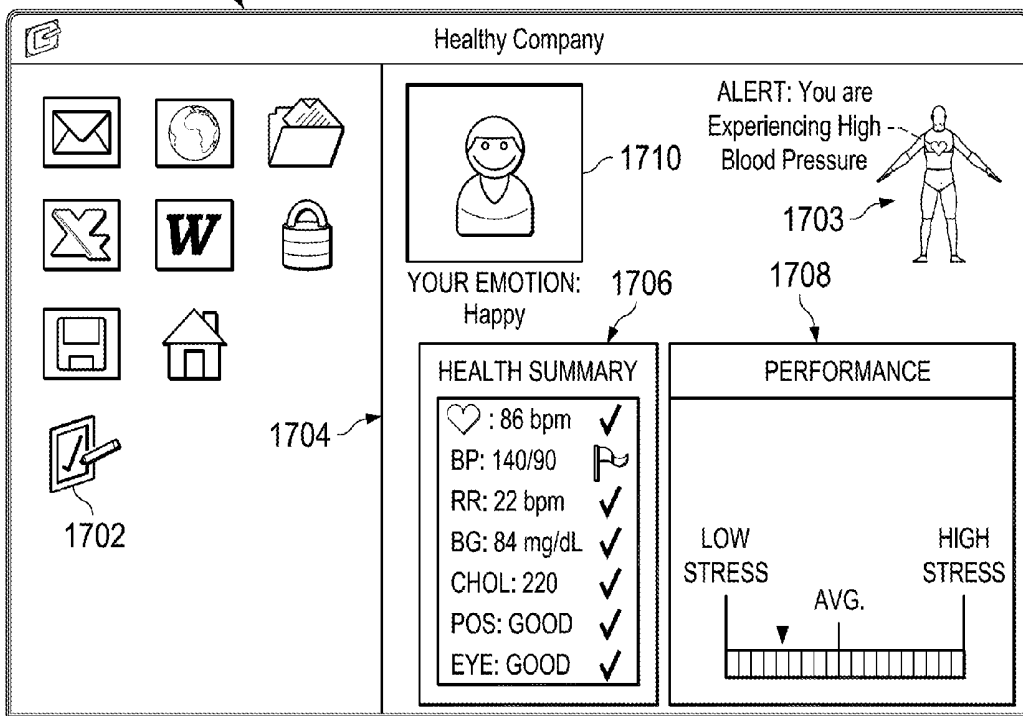 Healthy Company
ALERT: You are
Experiencing High
Blood Pressure
1710
1703
YOUR EMOTION:
Happy
1706
1708
W
HEALTH SUMMARY
: 86 bpm
BP: 140/90
RR: 22 bpm
BG: 84 mg/dL
CHOL: 220
POS: GOOD
EYE: GOOD
PERFORMANCE
LOW
STRESS
HIGH
STRESS
AVG.
1704
1702